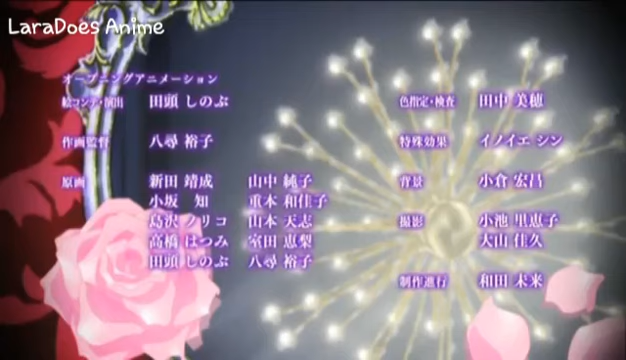 LaraDoes Anime
オープニングアニメーション
絵コンテ・演出 田頭 しのぶ
作画監督 八尋 裕子
原画 新田 靖成 山中 純子
小坂 知 重本 和佳子
島沢 ノリコ 山本 天志
高橋 はつみ 室田 恵梨
田頭 しのぶ 八尋 裕子
色指定・検査 田中 美穂
特殊効果 イノイエ シン
背景 小倉 宏昌
撮影 小池 里恵子
大山 佳久
制作進行 和田 未来